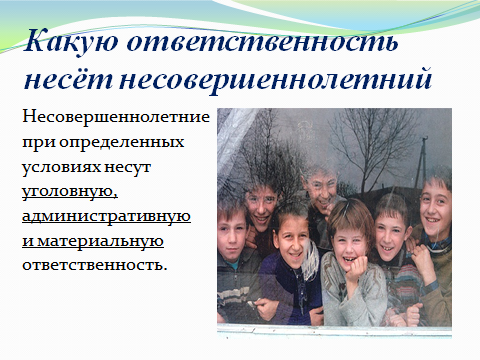 Какую ответственность
несёт несовершеннолетний
Несовершеннолетние
при определенных
условиях несут
уголовную,
административную
и материальную
ответственность.